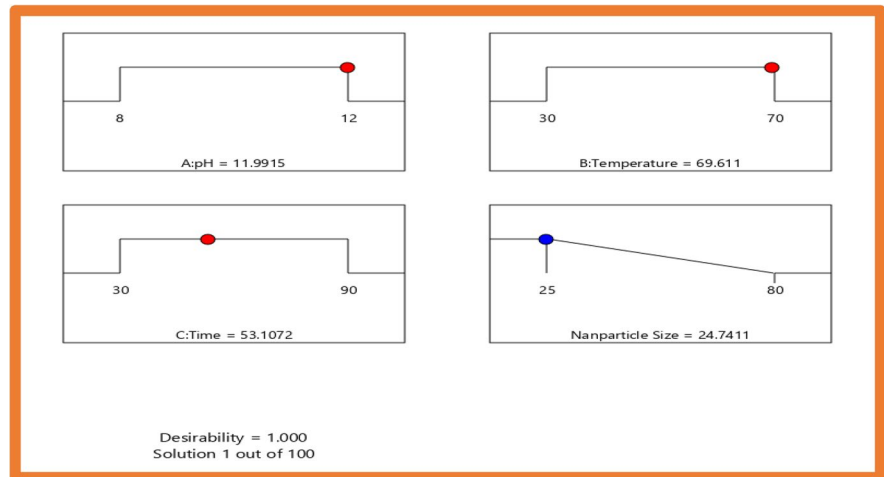 8 12
A:pH = 11.9915
30 70
B:Temperature = 69.611
30 90
C:Time = 53.1072
25 80
Nanparticle Size = 24.7411
Desirability = 1.000
Solution 1 out of 100